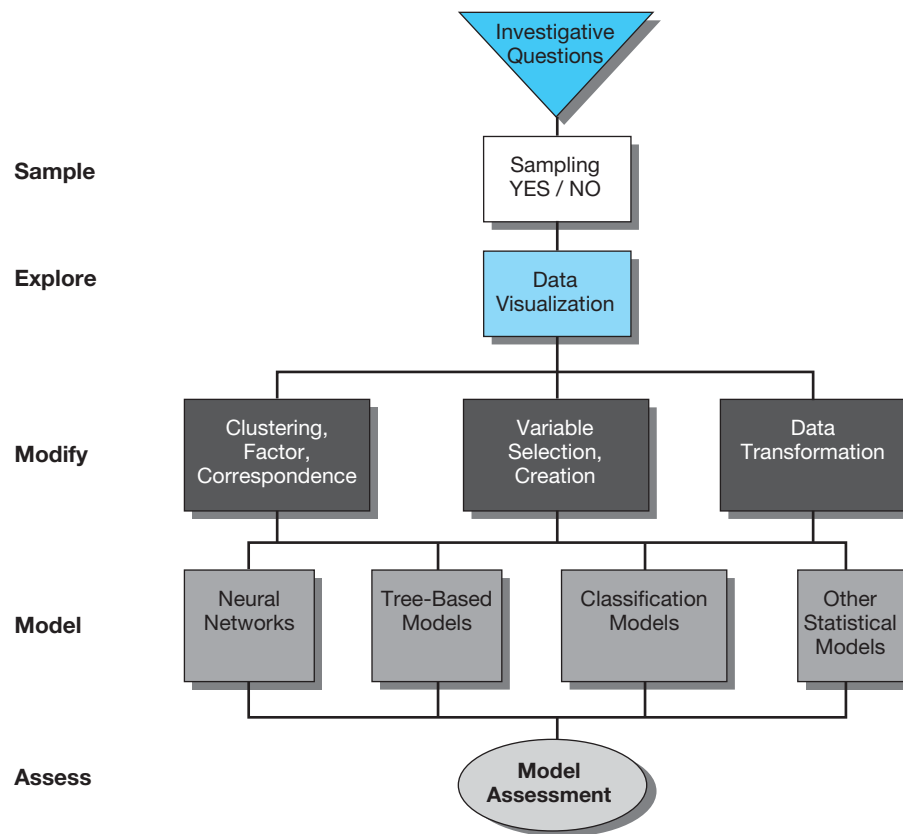 Investigative
Questions
Sample
Sampling
YES / NO
Explore
Data
Visualization
Modify
Clustering,
Factor,
Correspondence
Variable
Selection,
Creation
Data
Transformation
Model
Neural
Networks
Tree-Based
Models
Classification
Models
Other
Statistical
Models
Assess
Model
Assessment